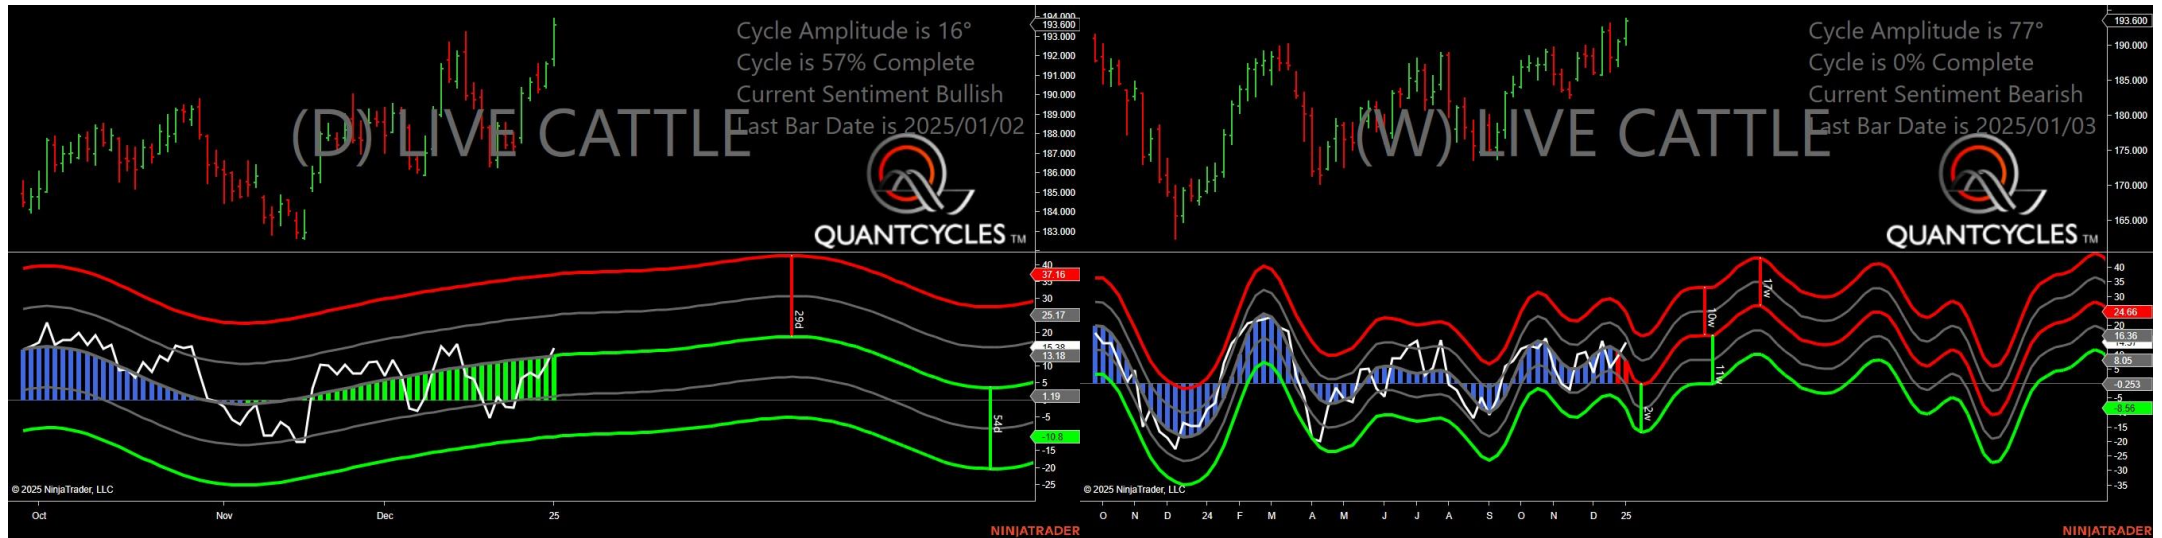 Cycle Amplitude is 16°
Cycle is 57% Complete
Current Sentiment Bullish
Last Bar Date is 2025/01/02
(D) LIVE CATTLE
QUANTCYCLES TM
194.000
193.600
193.000
192.000
191.000
190.000
189.000
188.000
187.000
186.000
185.000
184.000
183.000
40
37.16
35
30
25.17
20
15.38
13.18
10
5
1.19
-5
-10.8
-15
-20
-25
29d
54d
© 2025 NinjaTrader, LLC
Oct Nov Dec 25
NINJATRADER
Cycle Amplitude is 77°
Cycle is 0% Complete
Current Sentiment Bearish
Last Bar Date is 2025/01/03
(W) LIVE CATTLE
QUANTCYCLES TM
193.600
190.000
185.000
180.000
175.000
170.000
165.000
40
35
30
24.66
20
16.36
8.05
5
-0.253
-5
-8.56
-15
-20
-25
-30
-35
10w
17w
11w
2w
© 2025 NinjaTrader, LLC
O N D 24 F M A M J J A S O N D 25
NINJATRADER